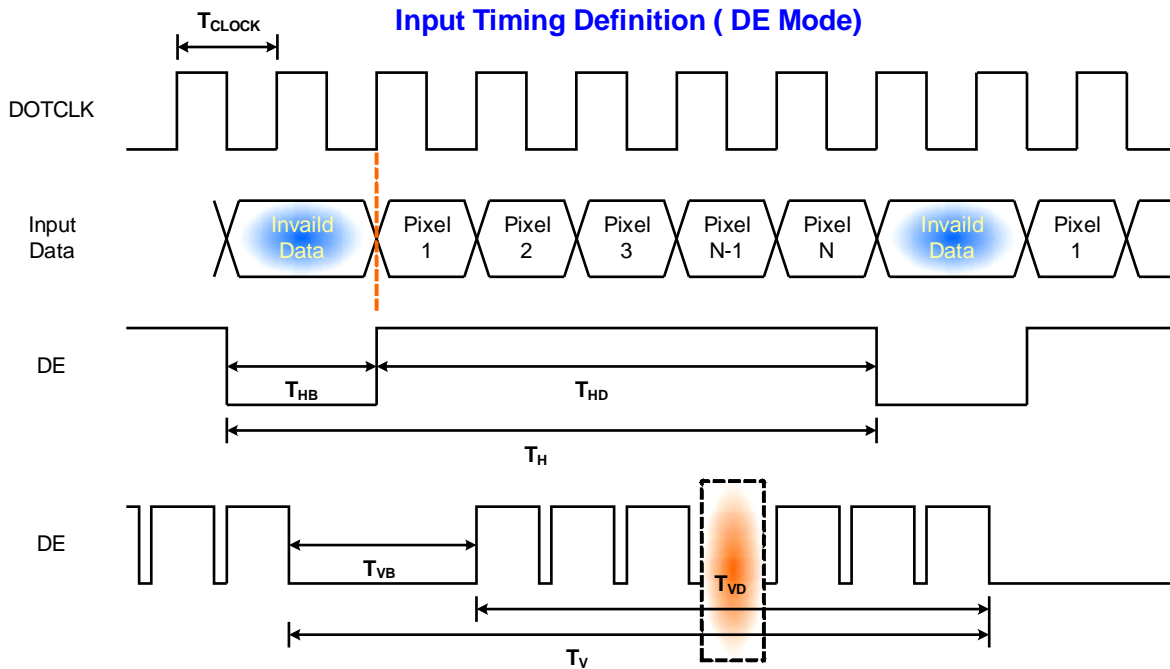 Input Timing Definition ( DE Mode)
TCLOCK
DOTCLK
Input
Data
Invaild
Data
Pixel
1
Pixel
2
Pixel
3
Pixel
N-1
Pixel
N
Invaild
Data
Pixel
1
DE
THB
THD
TH
DE
TVB
TVD
TV